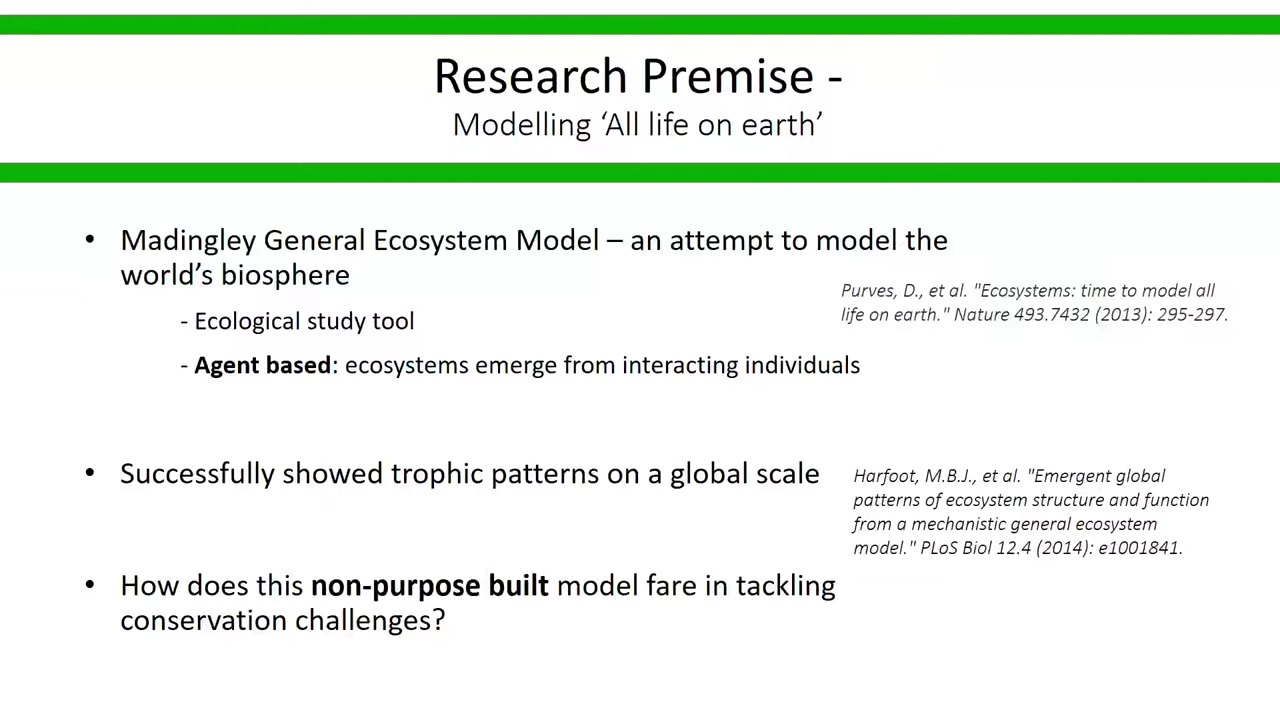 Research Premise -
Modelling ‘All life on earth’
• Madingley General Ecosystem Model – an attempt to model the
world’s biosphere
- Ecological study tool
- Agent based: ecosystems emerge from interacting individuals
Purves, D., et al. "Ecosystems: time to model all
life on earth." Nature 493.7432 (2013): 295-297.
• Successfully showed trophic patterns on a global scale
Harfoot, M.B.J., et al. "Emergent global
patterns of ecosystem structure and function
from a mechanistic general ecosystem
model." PLoS Biol 12.4 (2014): e1001841.
• How does this non-purpose built model fare in tackling
conservation challenges?